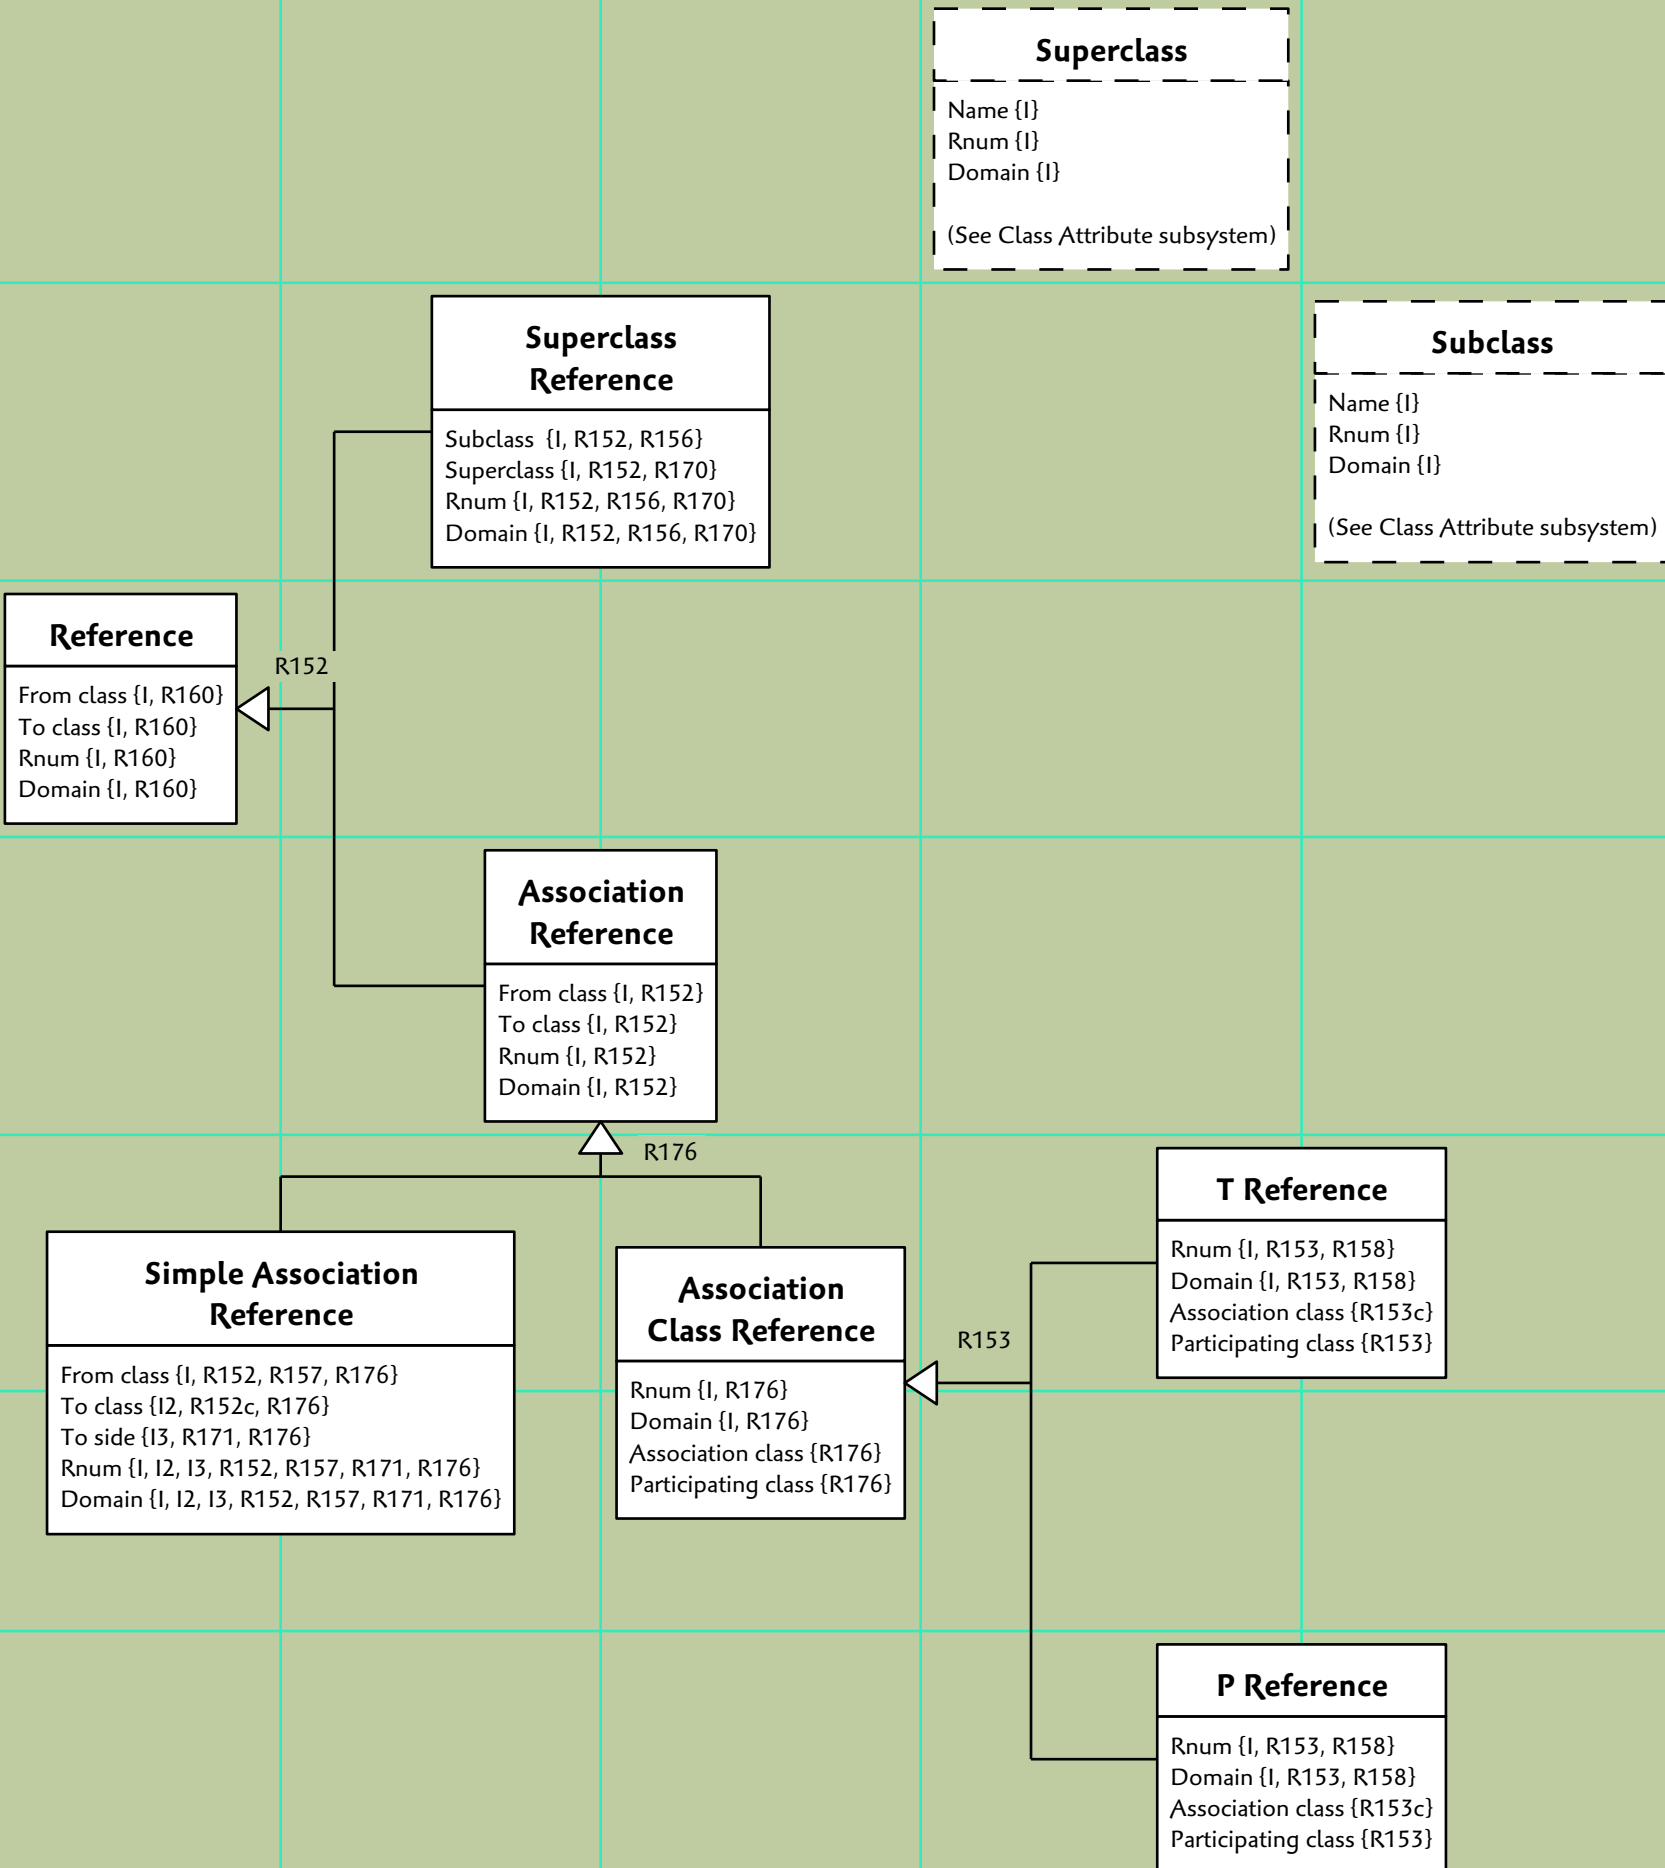 Superclass
Name {I}
Rnum {I}
Domain {I}
(See Class Attribute subsystem)
Superclass
Reference
Subclass  {I, R152, R156}
Superclass {I, R152, R170}
Rnum {I, R152, R156, R170}
Domain {I, R152, R156, R170}
Subclass
Name {I}
Rnum {I}
Domain {I}
(See Class Attribute subsystem)
Reference
From class {I, R160}
To class {I, R160}
Rnum {I, R160}
Domain {I, R160}
R152
Association
Reference
From class {I, R152}
To class {I, R152}
Rnum {I, R152}
Domain {I, R152}
R176
Simple Association
Reference
From class {I, R152, R157, R176}
To class {I2, R152c, R176}
To side {I3, R171, R176}
Rnum {I, I2, I3, R152, R157, R171, R176}
Domain {I, I2, I3, R152, R157, R171, R176}
Association
Class Reference
Rnum {I, R176}
Domain {I, R176}
Association class {R176}
Participating class {R176}
R153
T Reference
Rnum {I, R153, R158}
Domain {I, R153, R158}
Association class {R153c}
Participating class {R153}
P Reference
Rnum {I, R153, R158}
Domain {I, R153, R158}
Association class {R153c}
Participating class {R153}